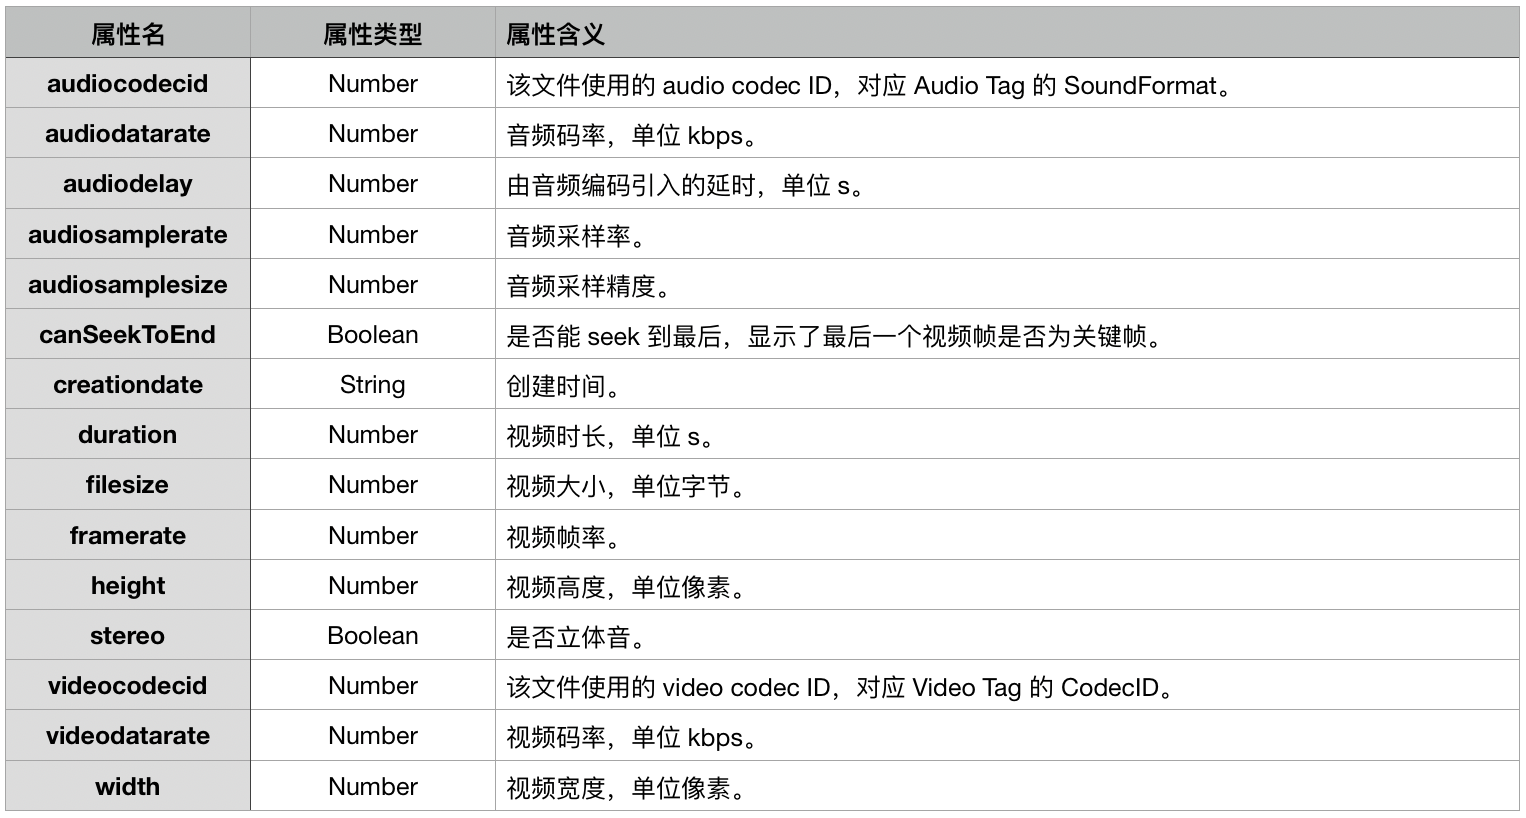 属性名 属性类型 属性含义
audiocodecid Number 该文件使用的 audio codec ID，对应 Audio Tag 的 SoundFormat。
audiodatarate Number 音频码率，单位 kbps。
audiodelay Number 由音频编码引入的延时，单位 s。
audiosamplerate Number 音频采样率。
audiosamplesize Number 音频采样精度。
canSeekToEnd Boolean 是否能 seek 到最后，显示了最后一个视频帧是否为关键帧。
creationdate String 创建时间。
duration Number 视频时长，单位 s。
filesize Number 视频大小，单位字节。
framerate Number 视频帧率。
height Number 视频高度，单位像素。
stereo Boolean 是否立体音。
videocodecid Number 该文件使用的 video codec ID，对应 Video Tag 的 CodecID。
videodatarate Number 视频码率，单位 kbps。
width Number 视频宽度，单位像素。